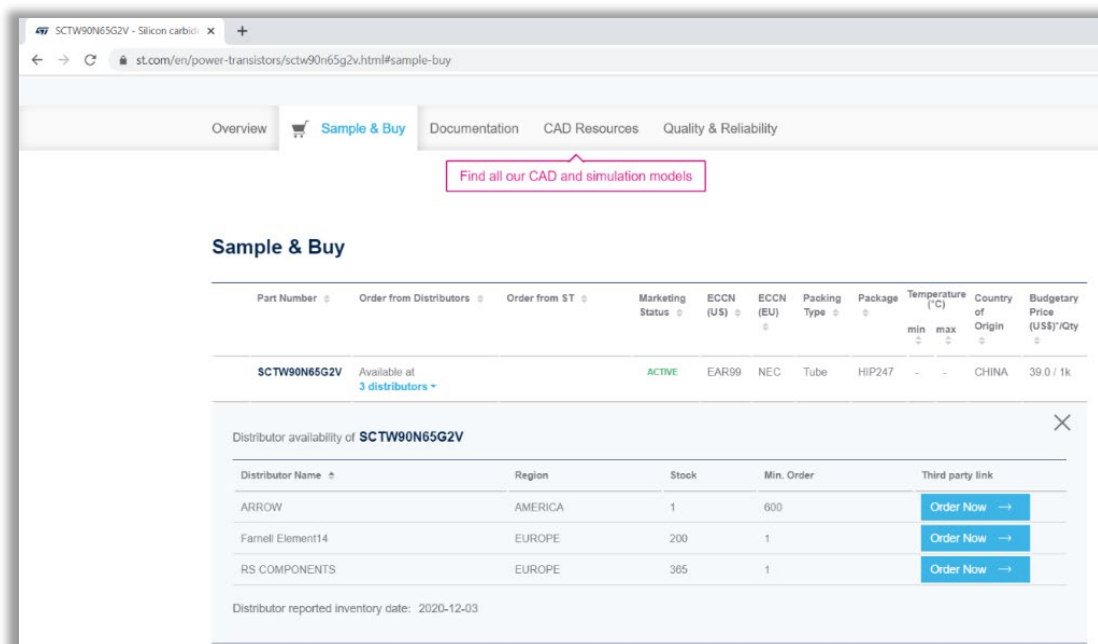 SCTW90N65G2V - Silicon carbide
st.com/en/power-transistors/sctw90n65g2v.html#sample-buy
Overview Sample & Buy Documentation CAD Resources Quality & Reliability
Find all our CAD and simulation models
Sample & Buy
Part Number Order from Distributors Order from ST Marketing Status ECCN (US) ECCN (EU) Packing Type Package Temperature (°C) min max Country of Origin Budgetary Price (US$)*/Qty
SCTW90N65G2V Available at 3 distributors ACTIVE EAR99 NEC Tube HIP247 - - CHINA 39.0 / 1k
Distributor availability of SCTW90N65G2V
Distributor Name Region Stock Min. Order Third party link
ARROW AMERICA 1 600 Order Now →
Farnell Element14 EUROPE 200 1 Order Now →
RS COMPONENTS EUROPE 365 1 Order Now →
Distributor reported inventory date: 2020-12-03